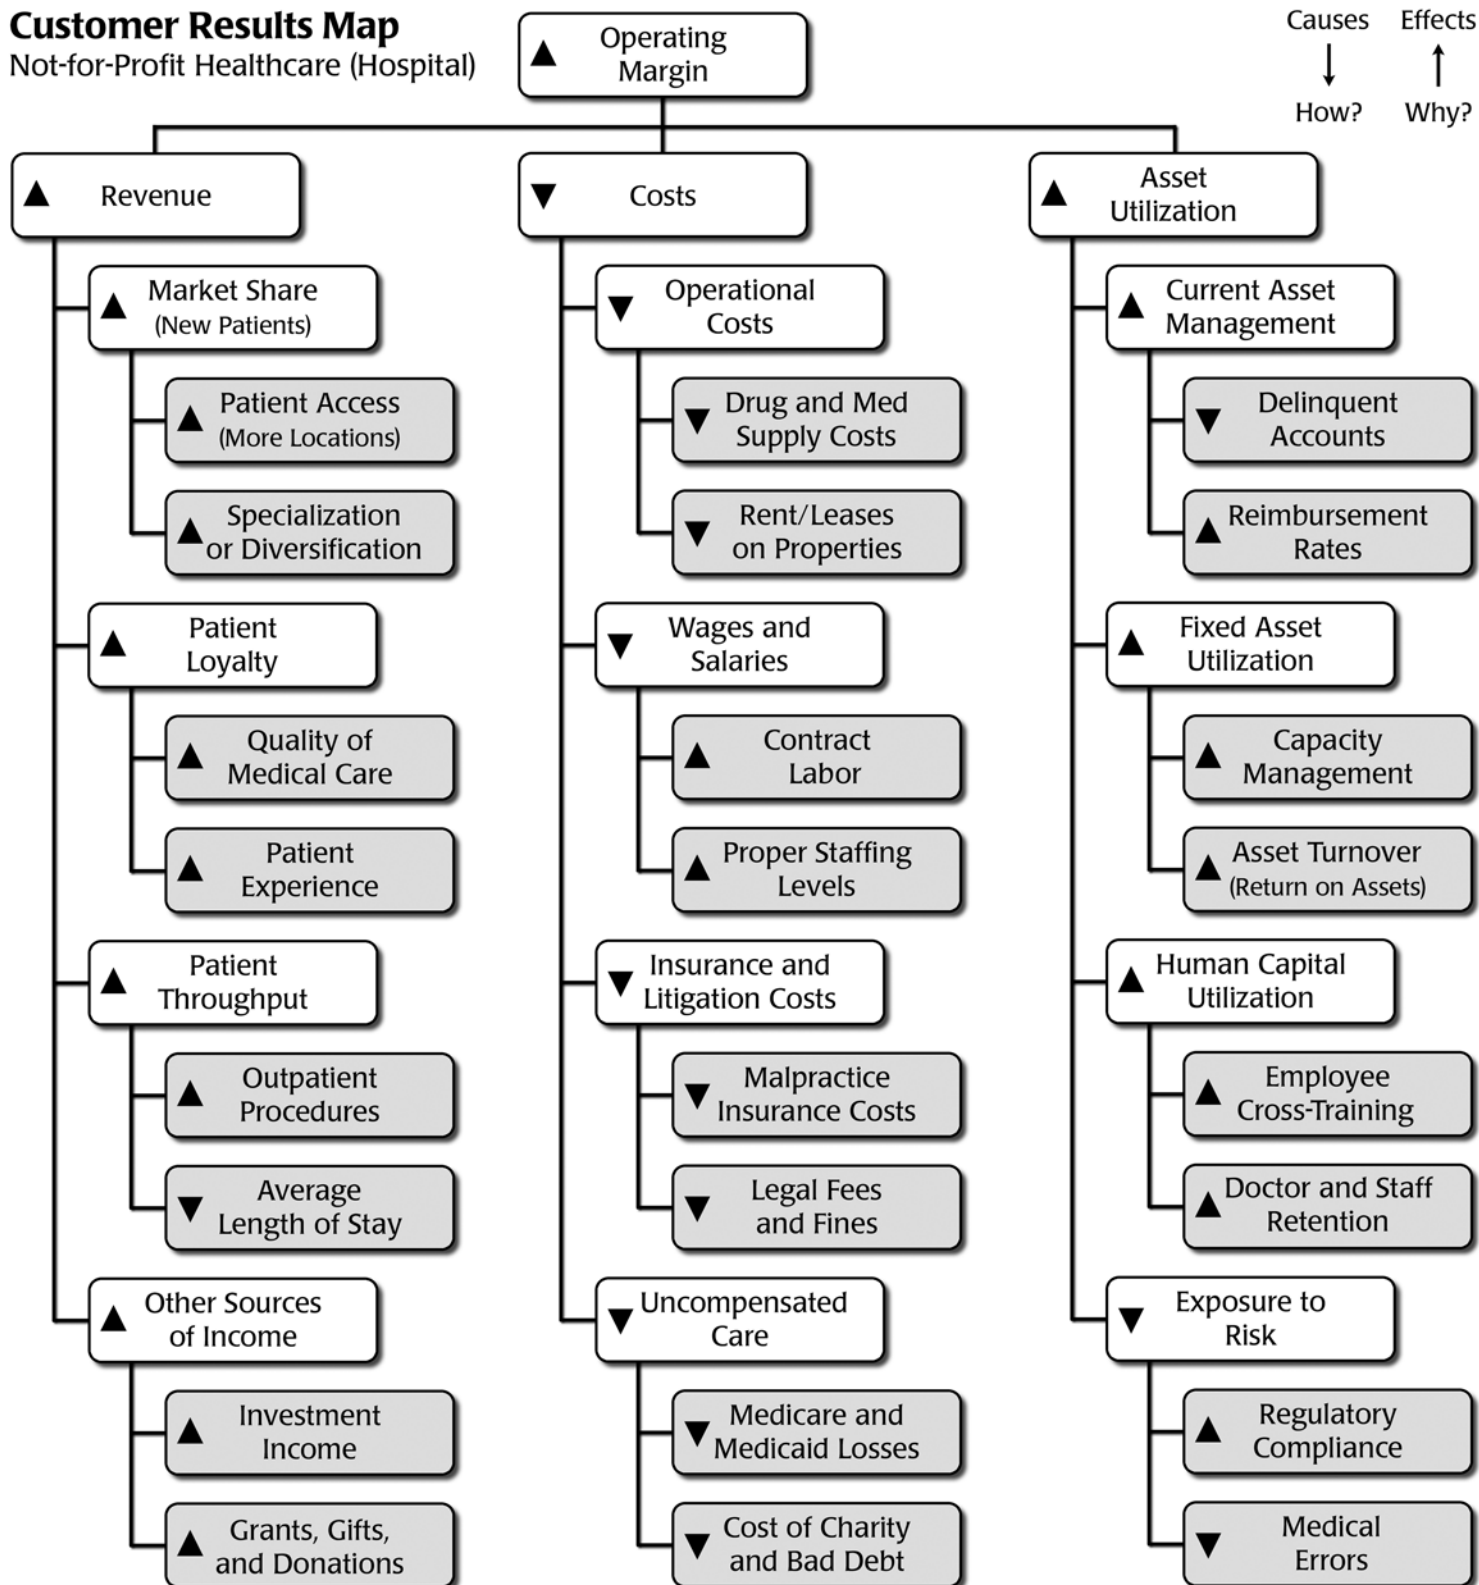 Customer Results Map
Not-for-Profit Healthcare (Hospital)
Causes
How?
Effects
Why?
Operating
Margin
Revenue
Market Share
(New Patients)
Patient Access
(More Locations)
Specialization
or Diversification
Patient
Loyalty
Quality of
Medical Care
Patient
Experience
Patient
Throughput
Outpatient
Procedures
Average
Length of Stay
Other Sources
of Income
Investment
Income
Grants, Gifts,
and Donations
Costs
Operational
Costs
Drug and Med
Supply Costs
Rent/Leases
on Properties
Wages and
Salaries
Contract
Labor
Proper Staffing
Levels
Insurance and
Litigation Costs
Malpractice
Insurance Costs
Legal Fees
and Fines
Uncompensated
Care
Medicare and
Medicaid Losses
Cost of Charity
and Bad Debt
Asset
Utilization
Current Asset
Management
Delinquent
Accounts
Reimbursement
Rates
Fixed Asset
Utilization
Capacity
Management
Asset Turnover
(Return on Assets)
Human Capital
Utilization
Employee
Cross-Training
Doctor and Staff
Retention
Exposure to
Risk
Regulatory
Compliance
Medical
Errors